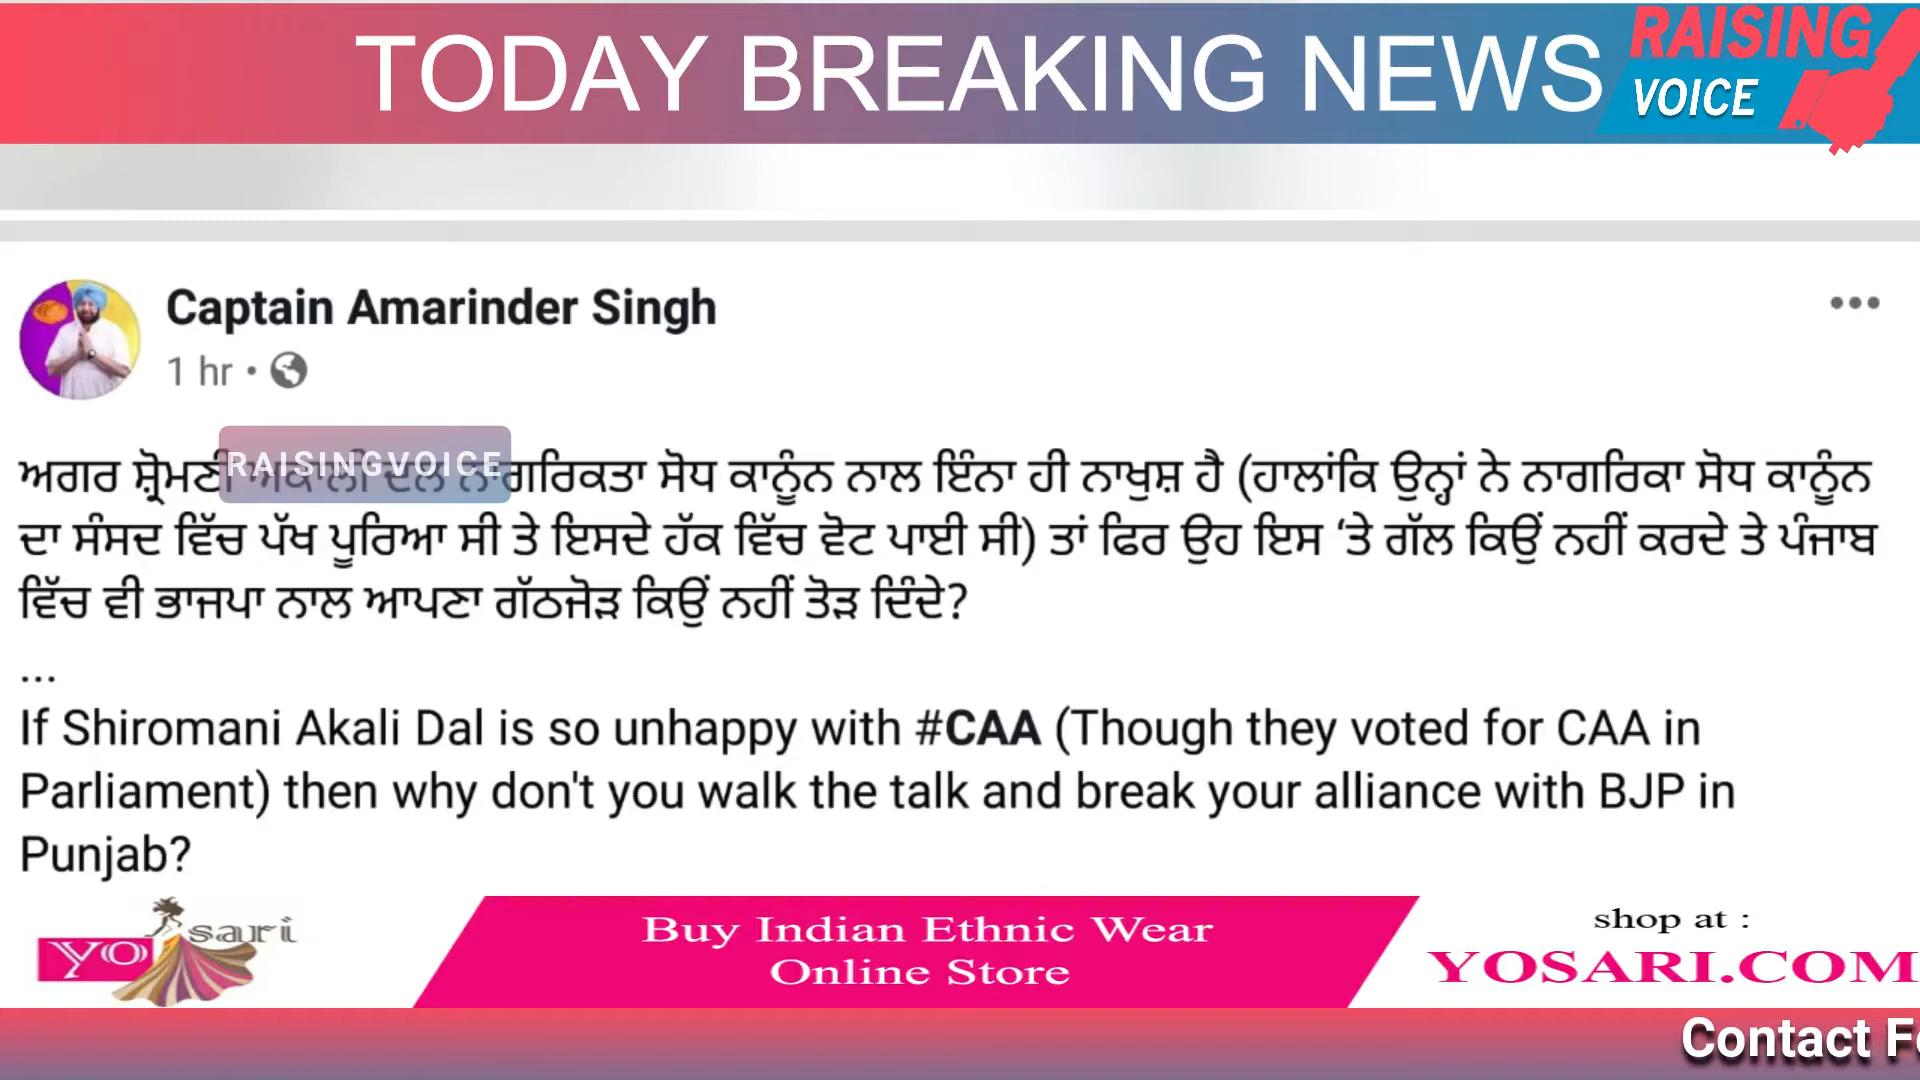 TODAY BREAKING NEWS
RAISING
VOICE
Captain Amarinder Singh
1 hr
RAISINGVOICE
ਅਗਰ ਸ਼੍ਰੋਮਣੀ ਅਕਾਲੀ ਦਲ ਨਾਗਰਿਕਤਾ ਸੋਧ ਕਾਨੂੰਨ ਨਾਲ ਇੰਨਾ ਹੀ ਨਾਖੁਸ਼ ਹੈ (ਹਾਲਾਂਕਿ ਉਨ੍ਹਾਂ ਨੇ ਨਾਗਰਿਕਾ ਸੋਧ ਕਾਨੂੰਨ
ਦਾ ਸੰਸਦ ਵਿੱਚ ਪੱਖ ਪੂਰਿਆ ਸੀ ਤੇ ਇਸਦੇ ਹੱਕ ਵਿੱਚ ਵੋਟ ਪਾਈ ਸੀ) ਤਾਂ ਫਿਰ ਉਹ ਇਸ ‘ਤੇ ਗੱਲ ਕਿਉਂ ਨਹੀਂ ਕਰਦੇ ਤੇ ਪੰਜਾਬ
ਵਿੱਚ ਵੀ ਭਾਜਪਾ ਨਾਲ ਆਪਣਾ ਗੱਠਜੋੜ ਕਿਉਂ ਨਹੀਂ ਤੋੜ ਦਿੰਦੇ?
...
If Shiromani Akali Dal is so unhappy with #CAA (Though they voted for CAA in
Parliament) then why don't you walk the talk and break your alliance with BJP in
Punjab?
YO sari
Buy Indian Ethnic Wear
Online Store
shop at :
YOSARI.COM
Contact